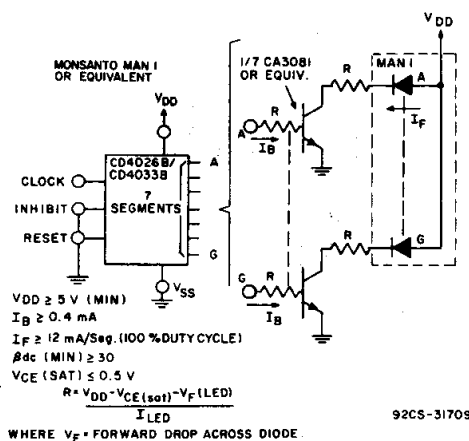 MONSANTO MAN 1
OR EQUIVALENT
VDD
CD4026B/
CD4033B
7
SEGMENTS
A
G
CLOCK
INHIBIT
RESET
VSS
1/7 CA3081
OR EQUIV.
R
A
R
IB
VDD
MAN 1
A
IF
R
G
R
IB
G
VDD ≥ 5 V (MIN)
IB ≥ 0.4 mA
IF ≥ 12 mA/Seg. (100 % DUTY CYCLE)
βdc (MIN) ≥ 30
VCE (SAT) ≤ 0.5 V
R = VDD - VCE(sat) - VF (LED)
I LED
92CS-31709
WHERE VF = FORWARD DROP ACROSS DIODE